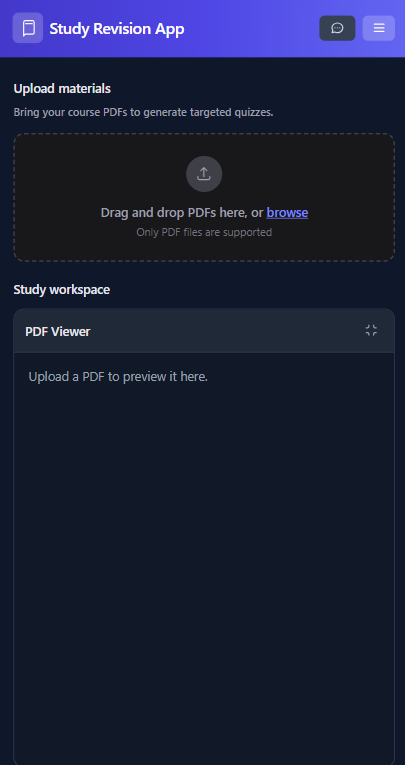 Study Revision App
Upload materials
Bring your course PDFs to generate targeted quizzes.
Drag and drop PDFs here, or browse
Only PDF files are supported
Study workspace
PDF Viewer
Upload a PDF to preview it here.